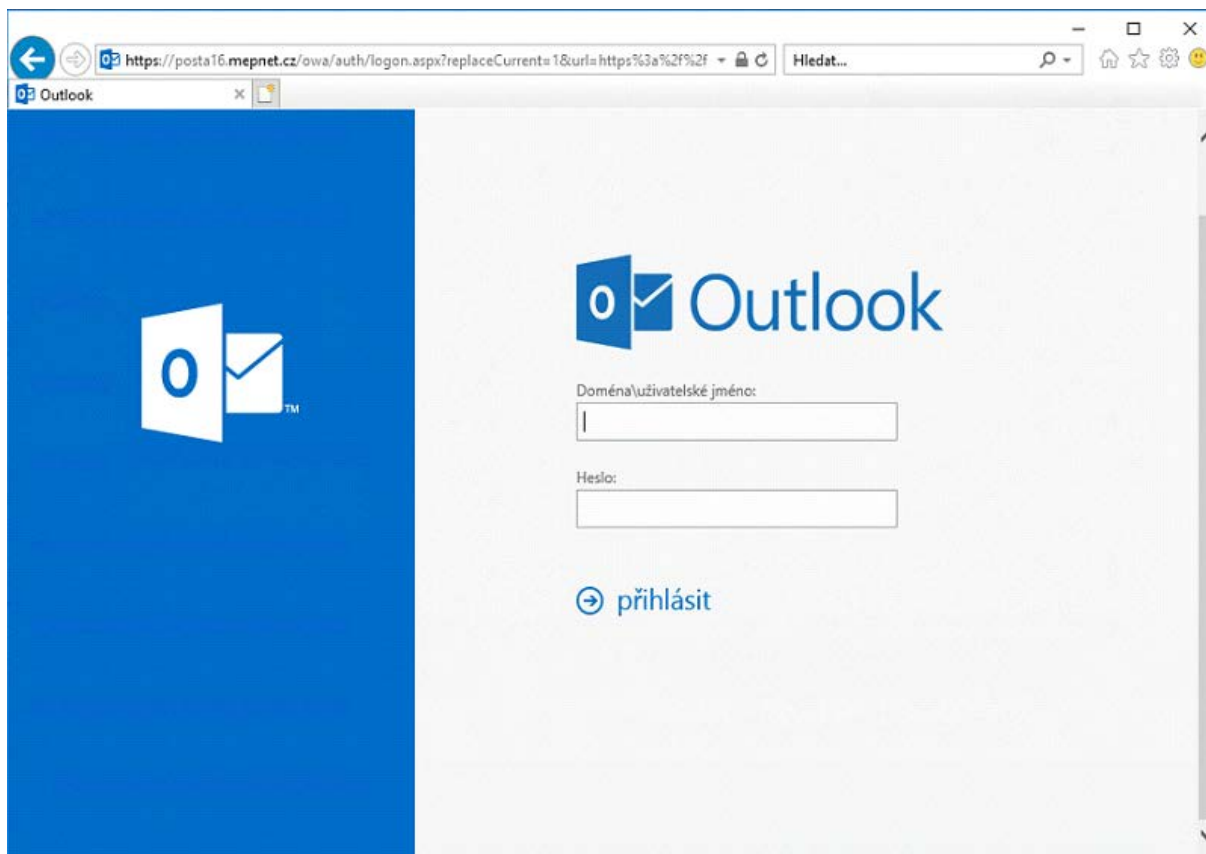 https://posta16.mepnet.cz/owa/auth/logon.aspx?replaceCurrent=1&url=https%3a%2f%2f
Hledat...
Outlook
Outlook
Doména\uživatelské jméno:
Heslo:
přihlásit
TM